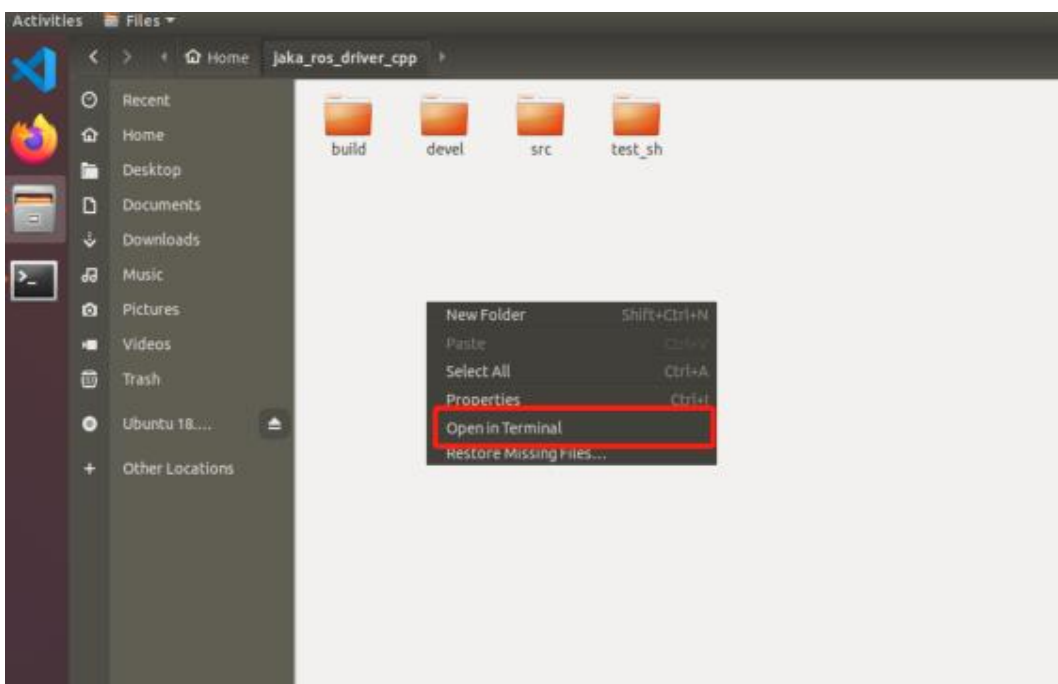 Activities Files
Home jaka_ros_driver_cpp
Recent
Home
Desktop
Documents
Downloads
Music
Pictures
Videos
Trash
Ubuntu 18....
Other Locations
build devel src test_sh
New Folder Shift+Ctrl+N
Paste Ctrl+V
Select All Ctrl+A
Properties Ctrl+I
Open in Terminal
Restore Missing Files...